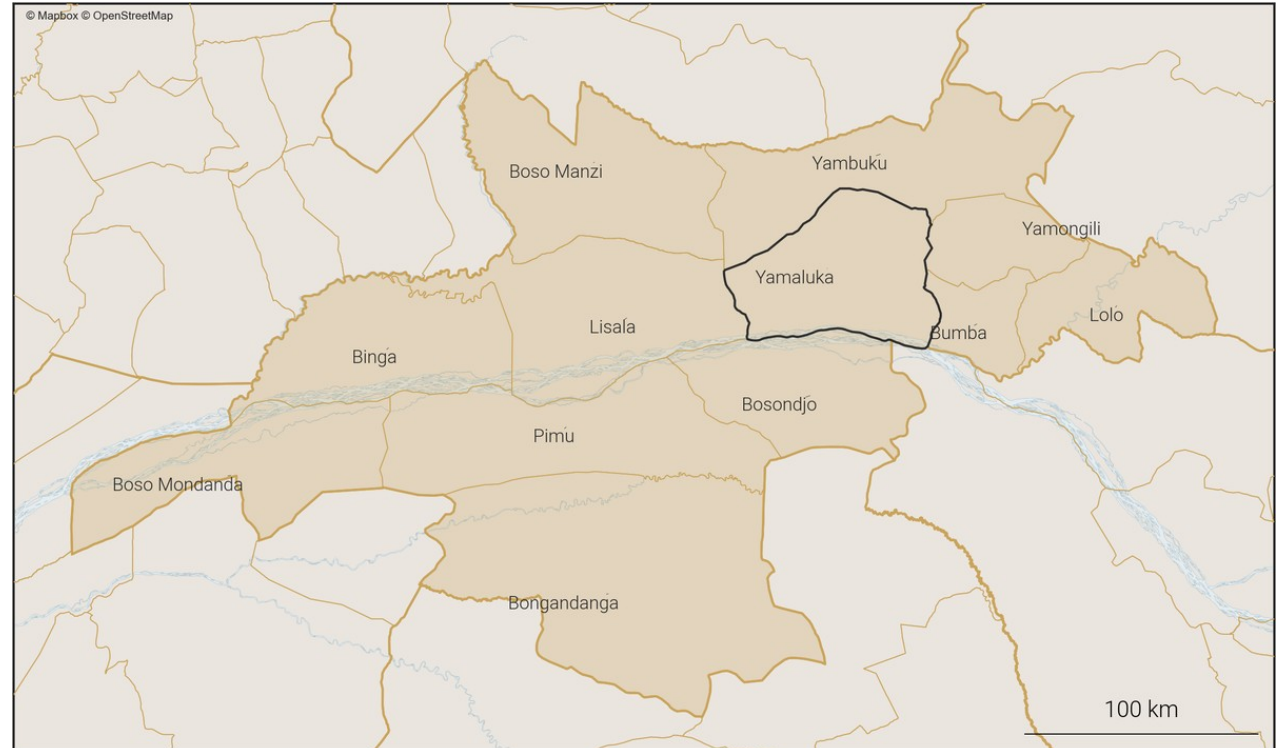 © Mapbox © OpenStreetMap
Boso Manzi
Yambuku
Yamongili
Yamaluka
Lolo
Lisala
Bumba
Binga
Bosondjo
Pimu
Boso Mondanda
Bongandanga
100 km